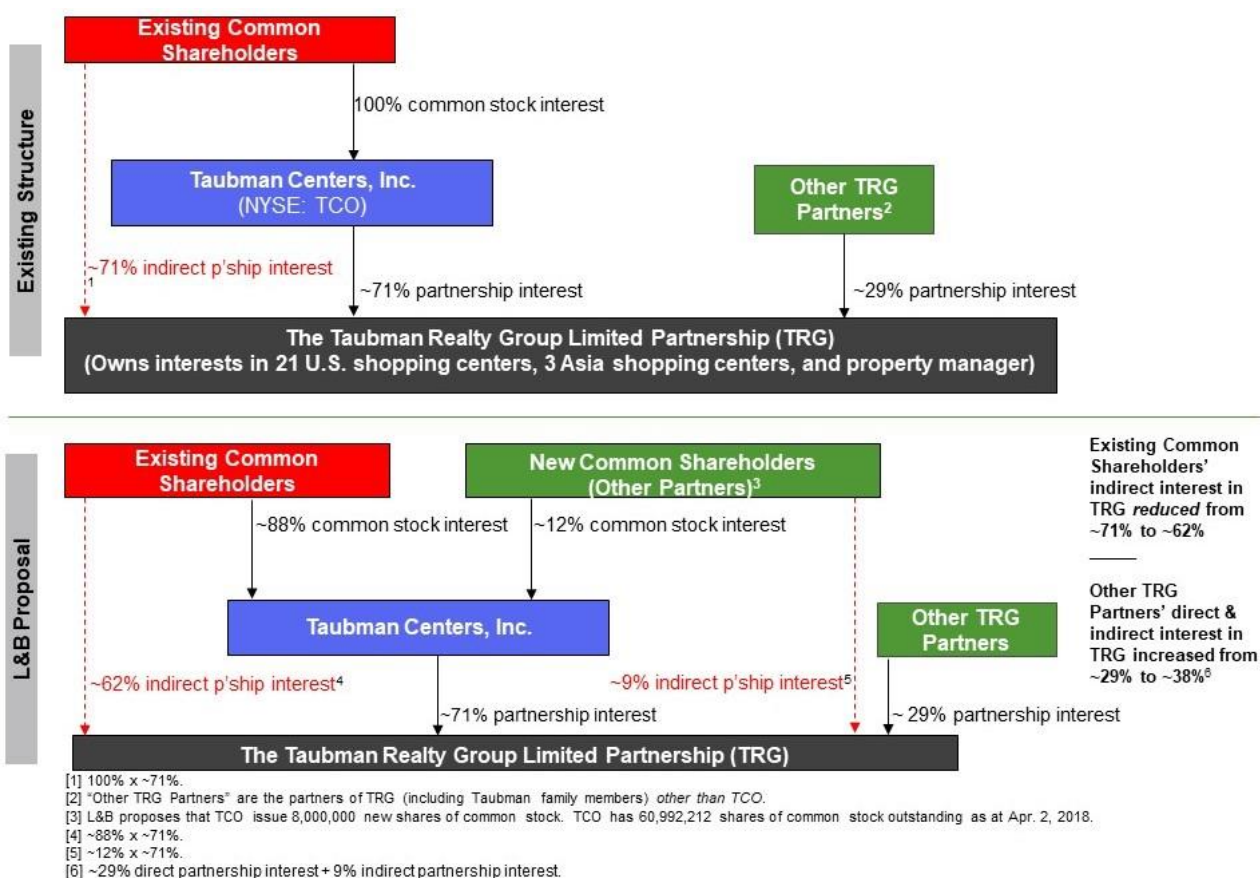 Existing Structure
Existing Common
Shareholders
100% common stock interest
Taubman Centers, Inc.
(NYSE: TCO)
Other TRG
Partners2
~71% indirect p'ship interest
1
~71% partnership interest
~29% partnership interest
The Taubman Realty Group Limited Partnership (TRG)
(Owns interests in 21 U.S. shopping centers, 3 Asia shopping centers, and property manager)
L&B Proposal
Existing Common
Shareholders
New Common Shareholders
(Other Partners)3
~88% common stock interest
~12% common stock interest
Taubman Centers, Inc.
Other TRG
Partners
~62% indirect p'ship interest4
~9% indirect p'ship interest5
~71% partnership interest
~ 29% partnership interest
The Taubman Realty Group Limited Partnership (TRG)
Existing Common
Shareholders'
indirect interest in
TRG reduced from
~71% to ~62%
Other TRG
Partners' direct &
indirect interest in
TRG increased from
~29% to ~38%6
[1] 100% x ~71%.
[2] "Other TRG Partners" are the partners of TRG (including Taubman family members) other than TCO.
[3] L&B proposes that TCO issue 8,000,000 new shares of common stock. TCO has 60,992,212 shares of common stock outstanding as at Apr. 2, 2018.
[4] ~88% x ~71%.
[5] ~12% x ~71%.
[6] ~29% direct partnership interest + 9% indirect partnership interest.